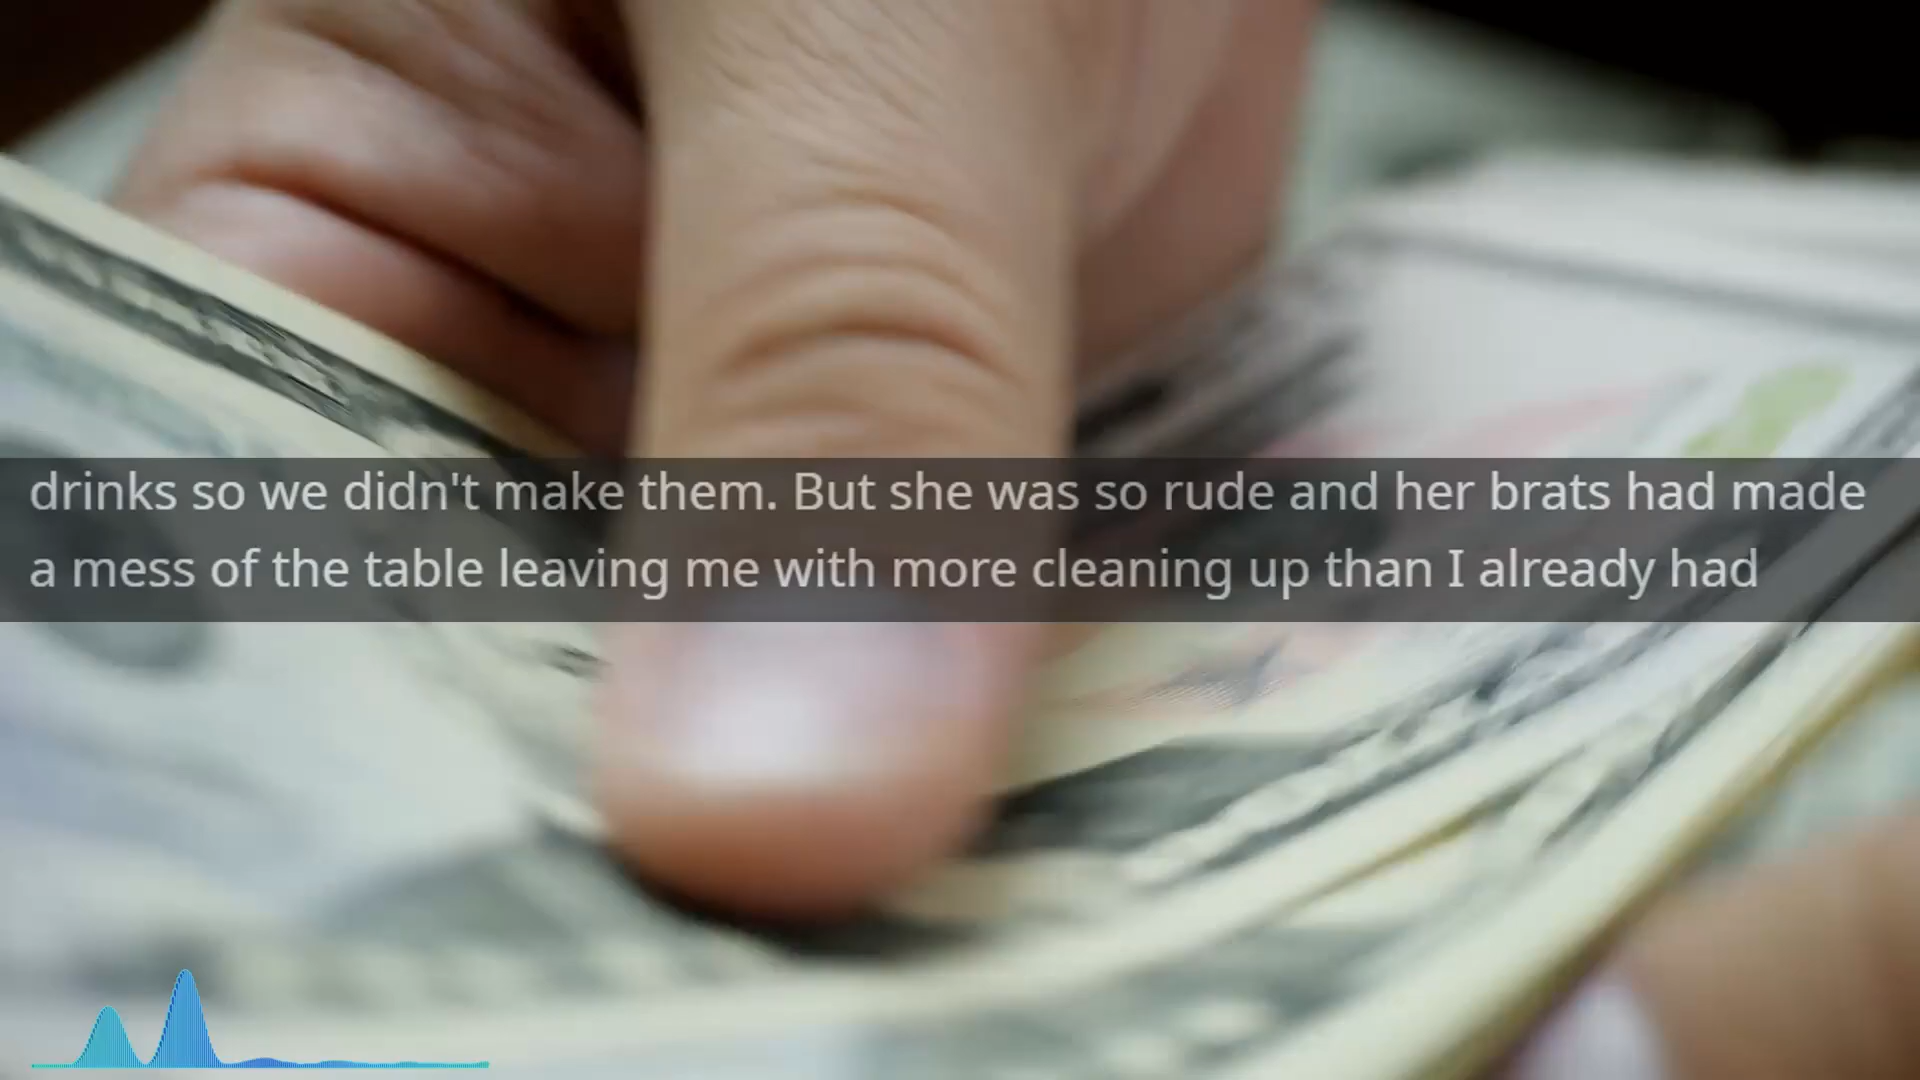 drinks so we didn't make them. But she was so rude and her brats had made
a mess of the table leaving me with more cleaning up than I already had